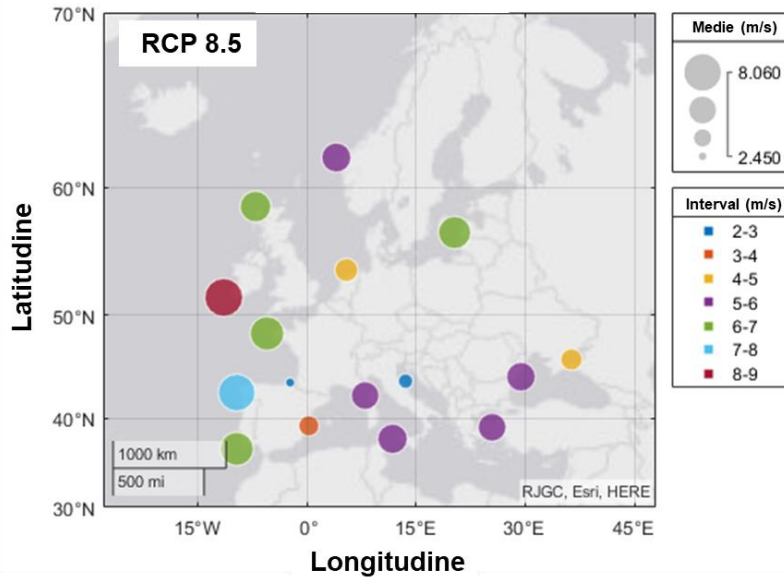 RCP 8.5
70°N
60°N
50°N
40°N
30°N
Latitudine
15°W
0°
15°E
30°E
45°E
Longitudine
1000 km
500 mi
RJGC, Esri, HERE
Medie (m/s)
8.060
2.450
Interval (m/s)
2-3
3-4
4-5
5-6
6-7
7-8
8-9